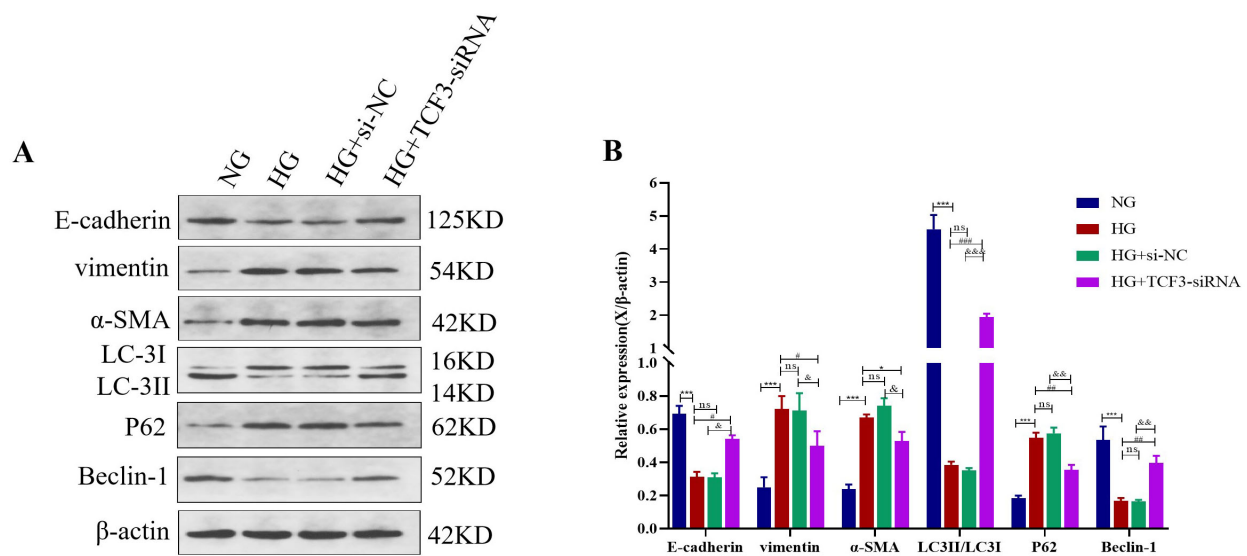 A
NG
HG
HG+si-NC
HG+TCF3-siRNA
E-cadherin
125KD
vimentin
54KD
α-SMA
42KD
LC-3I
16KD
LC-3II
14KD
P62
62KD
Beclin-1
52KD
β-actin
42KD
B
Relative expression(X/β-actin)
6
5
4
3
2
1
1.0
0.8
0.6
0.4
0.2
0.0
*** ns # &
*** ns # &
*** ns * &
*** ns ### &&&
*** ns ## &&
*** ns ## &&
E-cadherin
vimentin
α-SMA
LC3II/LC3I
P62
Beclin-1
NG
HG
HG+si-NC
HG+TCF3-siRNA